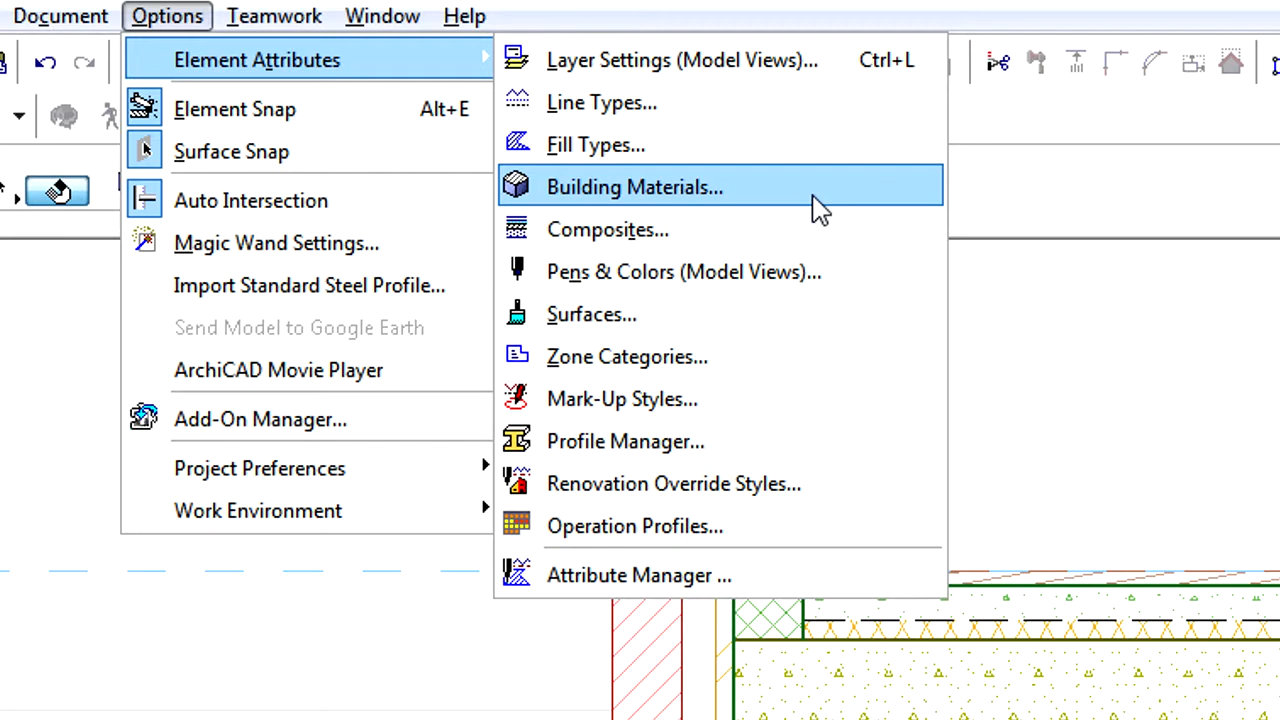 Document Options Teamwork Window Help
Element Attributes
Element Snap Alt+E
Surface Snap
Auto Intersection
Magic Wand Settings...
Import Standard Steel Profile...
Send Model to Google Earth
ArchiCAD Movie Player
Add-On Manager...
Project Preferences
Work Environment
Layer Settings (Model Views)... Ctrl+L
Line Types...
Fill Types...
Building Materials...
Composites...
Pens & Colors (Model Views)...
Surfaces...
Zone Categories...
Mark-Up Styles...
Profile Manager...
Renovation Override Styles...
Operation Profiles...
Attribute Manager ...